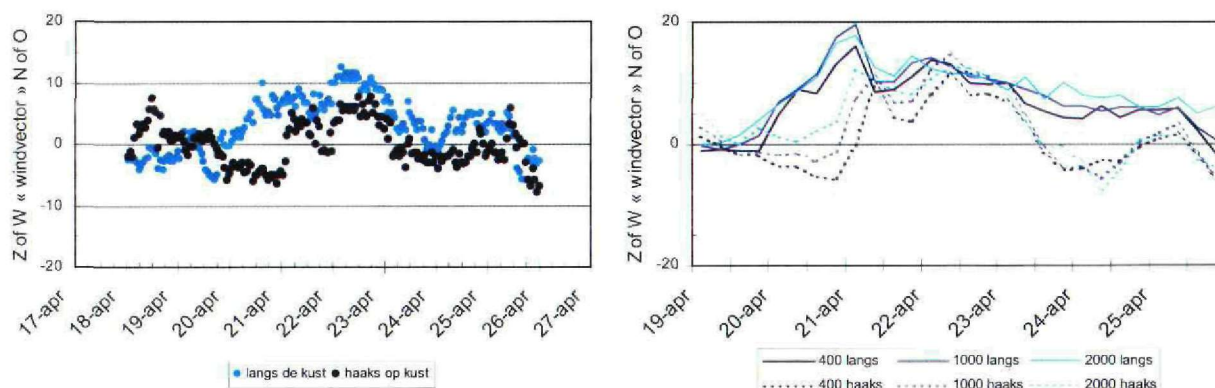 Z of W « windvector » N of O
20
10
0
-10
-20
17-apr
18-apr
19-apr
20-apr
21-apr
22-apr
23-apr
24-apr
25-apr
26-apr
27-apr
langs de kust
haaks op kust
Z of W « windvector » N of O
20
0
-20
19-apr
20-apr
21-apr
22-apr
23-apr
24-apr
25-apr
400 langs
1000 langs
2000 langs
400 haaks
1000 haaks
2000 haaks